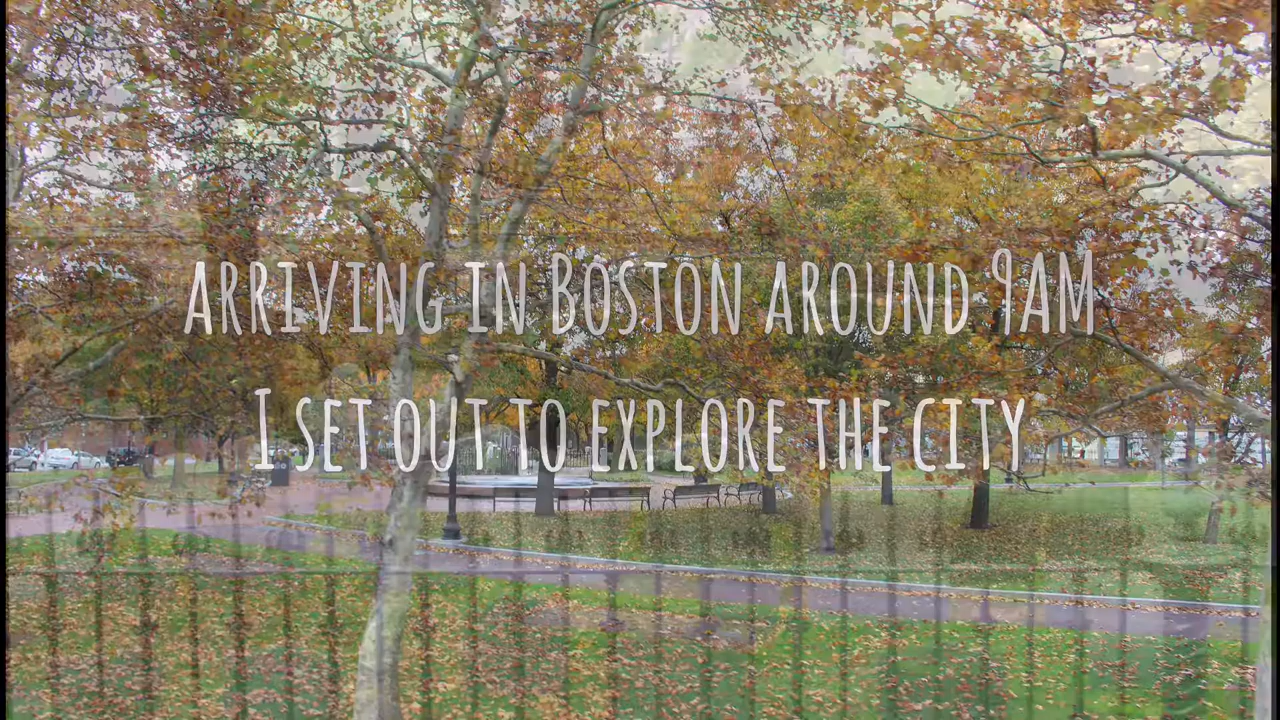 ARRIVING IN BOSTON AROUND 9AM
I SET OUT TO EXPLORE THE CITY